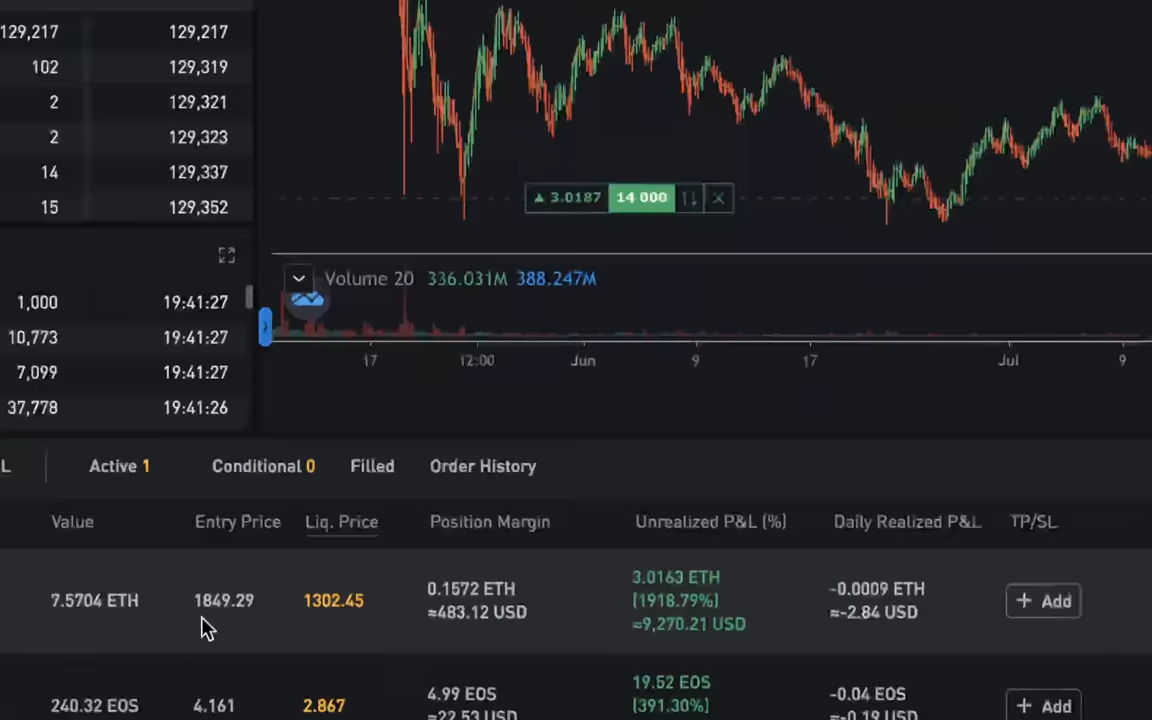 129,217 129,217
102 129,319
2 129,321
2 129,323
14 129,337
15 129,352
▲ 3.0187 14 000
Volume 20 336.031M 388.247M
1,000 19:41:27
10,773 19:41:27
7,099 19:41:27
37,778 19:41:26
17 12:00 Jun 9 17 Jul 9
L Active 1 Conditional 0 Filled Order History
Value Entry Price Liq. Price Position Margin Unrealized P&L (%) Daily Realized P&L TP/SL
7.5704 ETH 1849.29 1302.45 0.1572 ETH 3.0163 ETH -0.0009 ETH + Add
≈483.12 USD (1918.79%) ≈-2.84 USD
≈9,270.21 USD
240.32 EOS 4.161 2.867 4.99 EOS 19.52 EOS -0.04 EOS + Add
≈22.53 USD (391.30%) ≈-0.19 USD